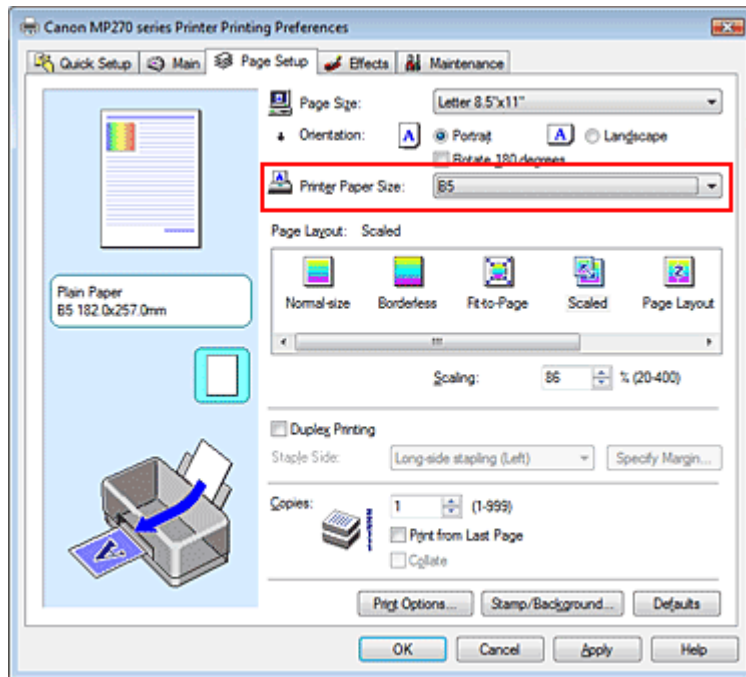 Canon MP270 series Printer Printing Preferences
Quick Setup Main Page Setup Effects Maintenance
Page Size: Letter 8.5"x11"
Orientation: A Portrait A Landscape
Rotate 180 degrees
Printer Paper Size: B5
Page Layout: Scaled
Normal-size Borderless Fit-to-Page Scaled Page Layout
Plain Paper
B5 182.0x257.0mm
Scaling: 86 % (20-400)
Duplex Printing
Staple Side: Long-side stapling (Left) Specify Margin...
Copies: 1 (1-999)
Print from Last Page
Collate
Print Options... Stamp/Background... Defaults
OK Cancel Apply Help